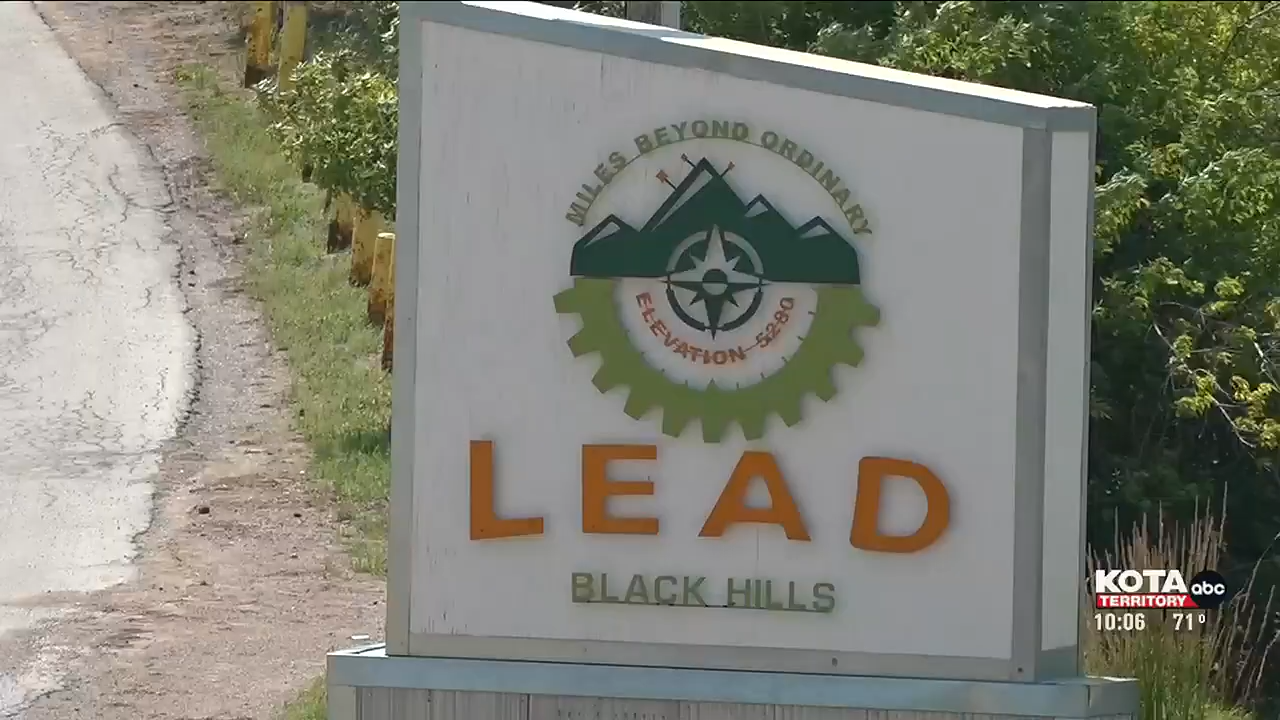 MILES BEYOND ORDINARY
ELEVATION 5280
LEAD
BLACK HILLS
KOTA abc
TERRITORY
10:06 71°